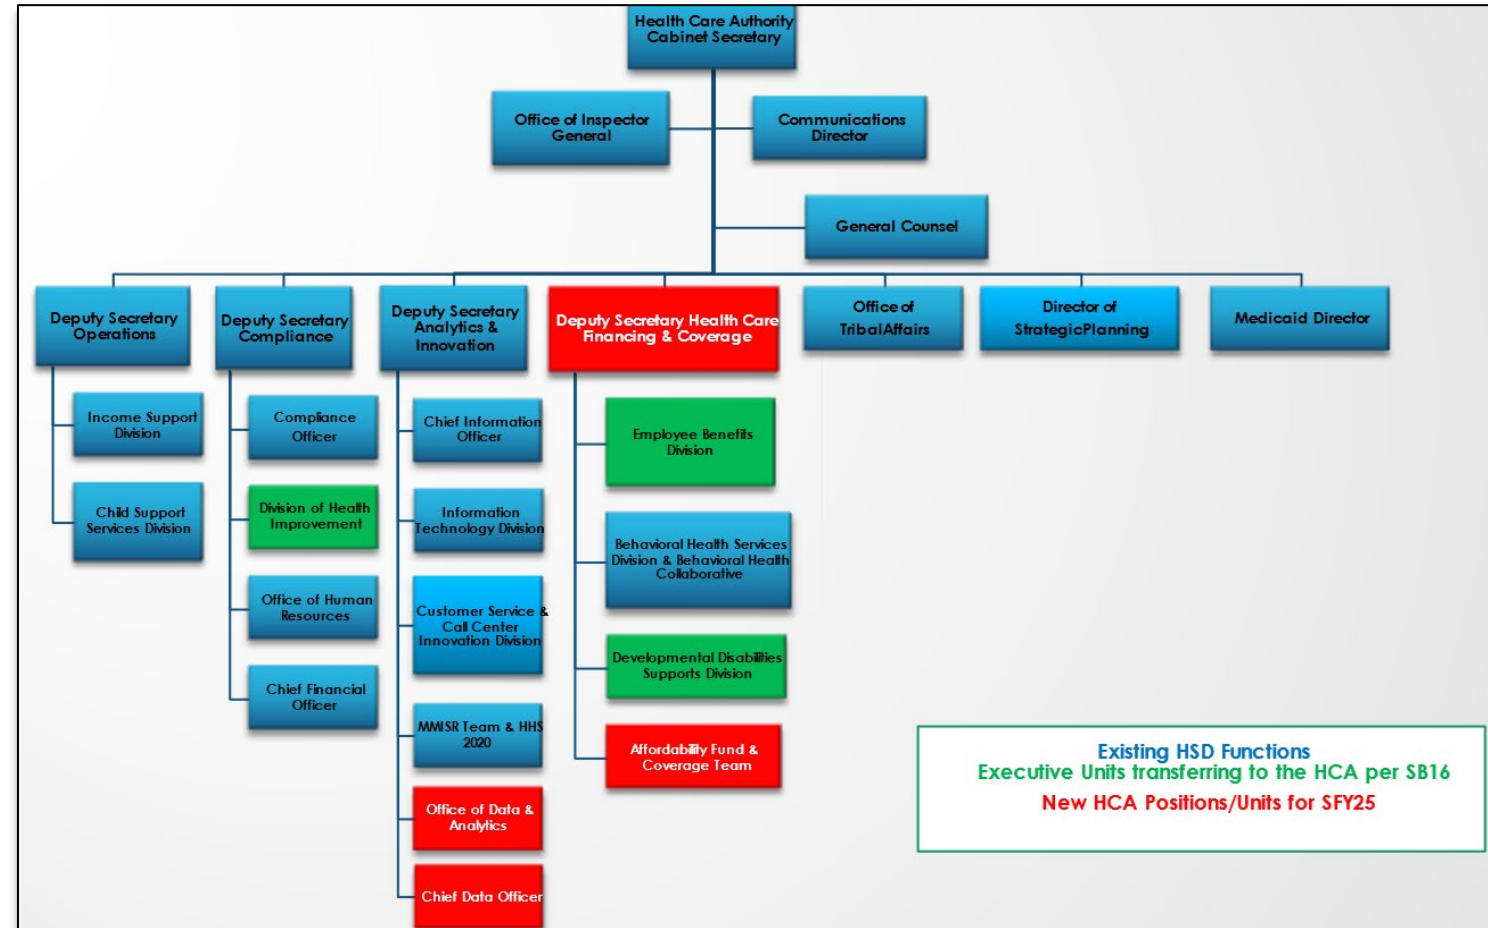 Health Care Authority
Cabinet Secretary
Office of Inspector
General
Communications
Director
General Counsel
Deputy Secretary
Operations
Deputy Secretary
Compliance
Deputy Secretary
Analytics &
Innovation
Deputy Secretary Health Care
Financing & Coverage
Office of
TribalAffairs
Director of
StrategicPlanning
Medicaid Director
Income Support
Division
Child Support
Services Division
Compliance
Officer
Division of Health
Improvement
Office of Human
Resources
Chief Financial
Officer
Chief Information
Officer
Information
Technology Division
Customer Service &
Call Center
Innovation Division
MMISR Team & HHS
2020
Office of Data &
Analytics
Chief Data Officer
Employee Benefits
Division
Behavioral Health Services
Division & Behavioral Health
Collaborative
Developmental Disabilities
Supports Division
Affordability Fund &
Coverage Team
Existing HSD Functions
Executive Units transferring to the HCA per SB16
New HCA Positions/Units for SFY25